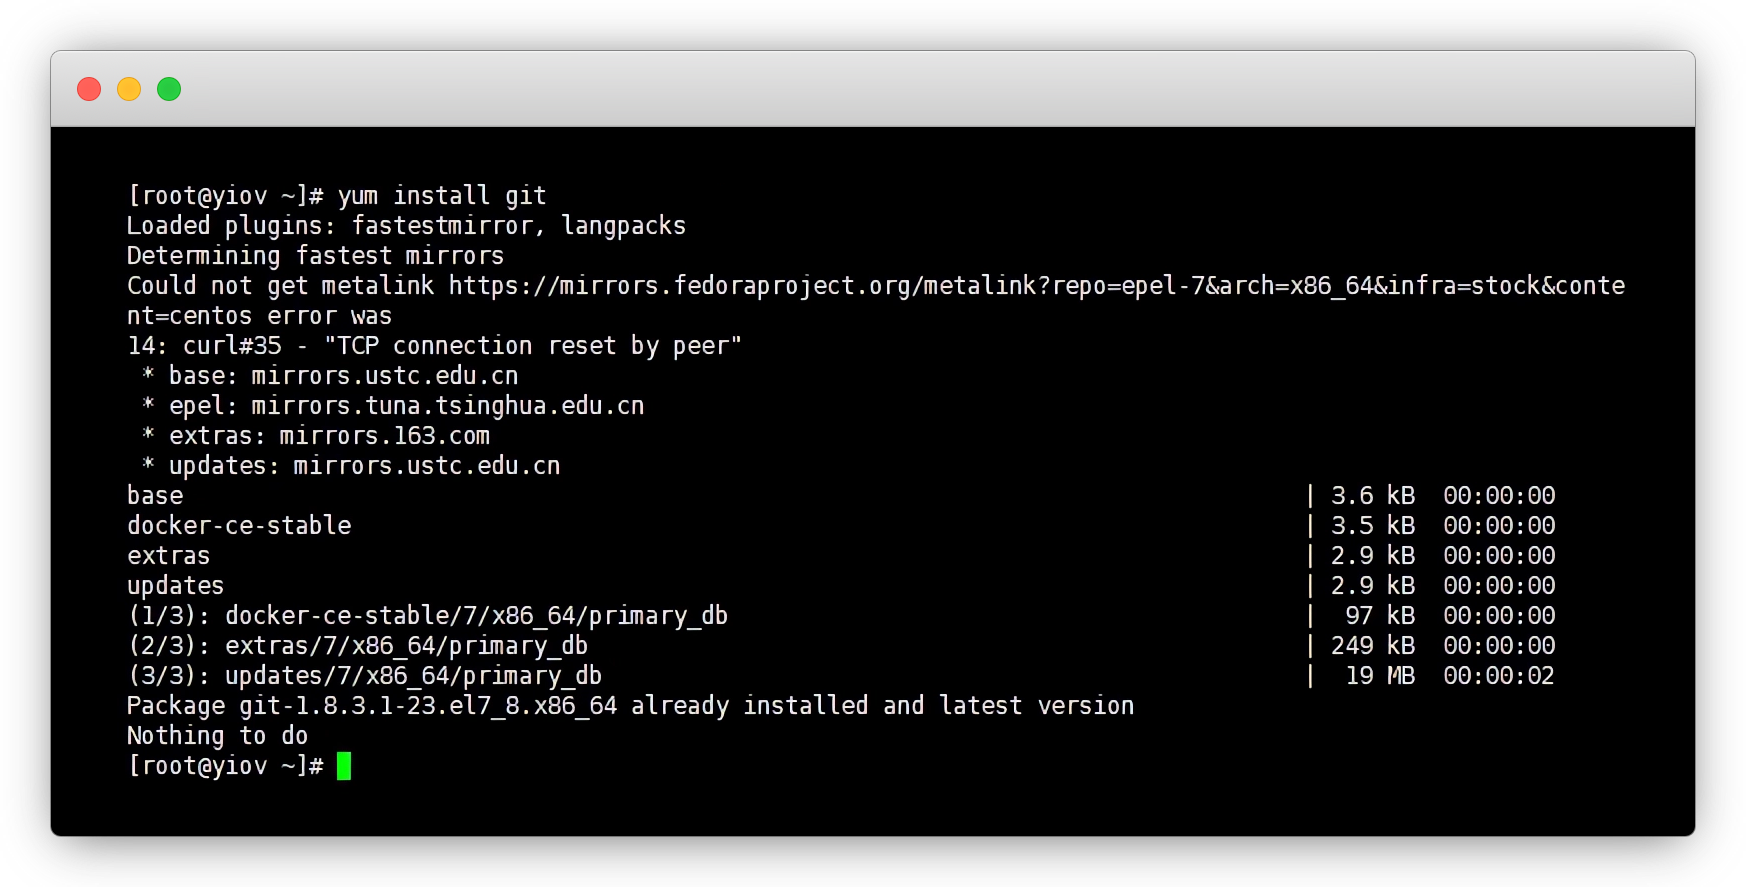 [root@yiov ~]# yum install git
Loaded plugins: fastestmirror, langpacks
Determining fastest mirrors
Could not get metalink https://mirrors.fedoraproject.org/metalink?repo=epel-7&arch=x86_64&infra=stock&conte
nt=centos error was
14: curl#35 - "TCP connection reset by peer"
 * base: mirrors.ustc.edu.cn
 * epel: mirrors.tuna.tsinghua.edu.cn
 * extras: mirrors.163.com
 * updates: mirrors.ustc.edu.cn
base | 3.6 kB  00:00:00
docker-ce-stable | 3.5 kB  00:00:00
extras | 2.9 kB  00:00:00
updates | 2.9 kB  00:00:00
(1/3): docker-ce-stable/7/x86_64/primary_db |  97 kB  00:00:00
(2/3): extras/7/x86_64/primary_db | 249 kB  00:00:00
(3/3): updates/7/x86_64/primary_db |  19 MB  00:00:02
Package git-1.8.3.1-23.el7_8.x86_64 already installed and latest version
Nothing to do
[root@yiov ~]#